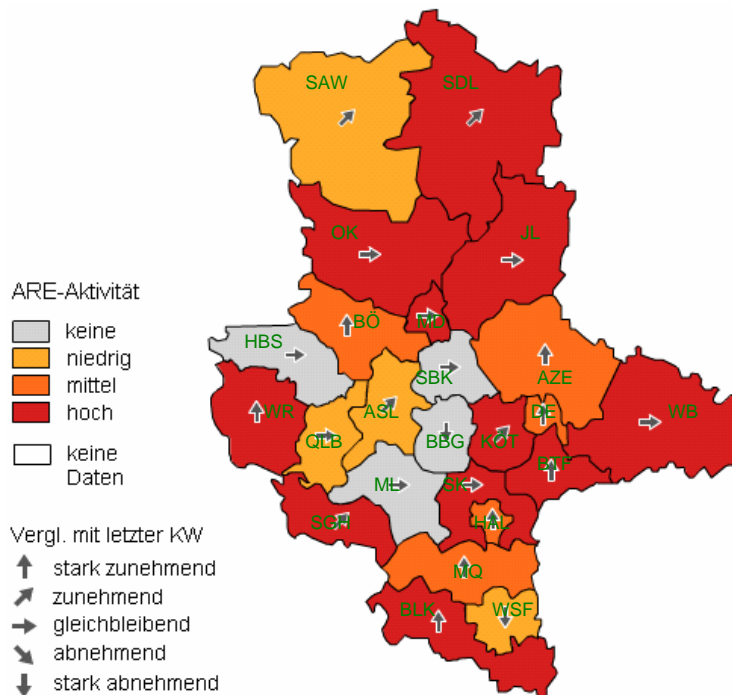 SAW
SDL
OK
JL
ARE-Aktivität
keine
niedrig
mittel
hoch
keine
Daten
BÖ
MD
HBS
SBK
AZE
WR
QLB
ASL
BBG
KÖT
DE
WB
BTF
ML
SK
SGH
HAL
MQ
BLK
WSF
Vergl. mit letzter KW
stark zunehmend
zunehmend
gleichbleibend
abnehmend
stark abnehmend